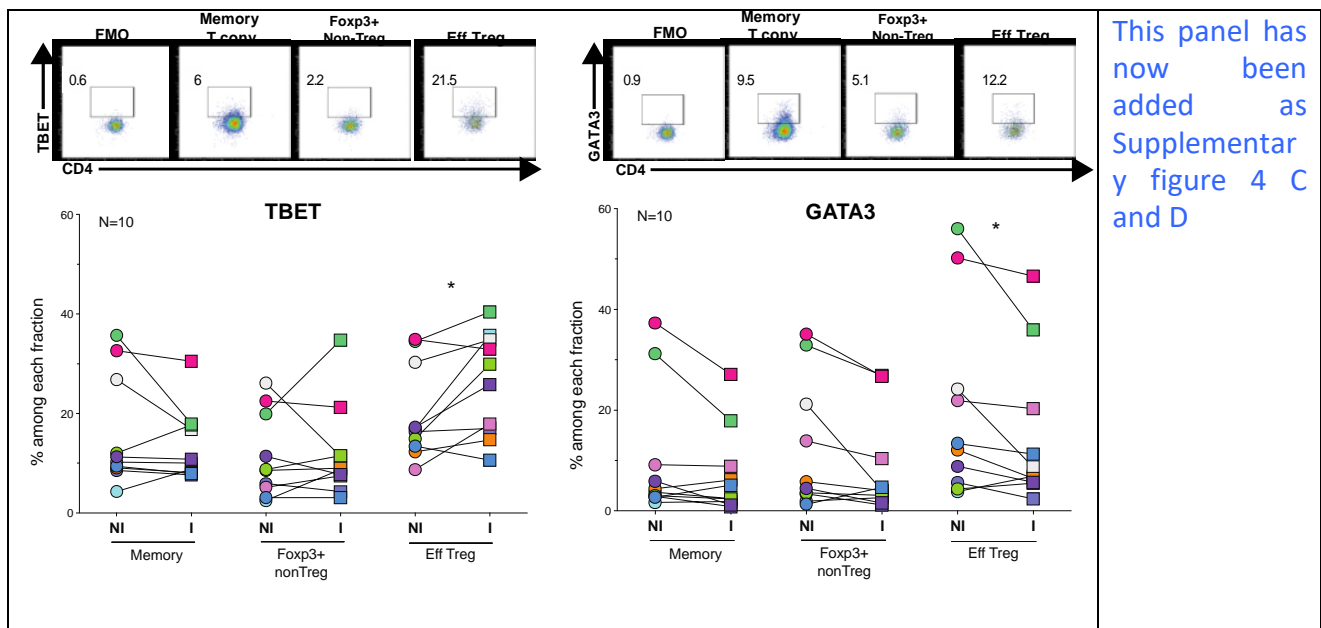 FMO
Memory
T conv
Foxp3+
Non-Treg
Eff Treg
0.6
6
2.2
21.5
TBET
CD4
FMO
Memory
T conv
Foxp3+
Non-Treg
Eff Treg
0.9
9.5
5.1
12.2
GATA3
CD4
TBET
N=10
60
40
20
0
% among each fraction
*
NI I NI I NI I
Memory
Foxp3+
nonTreg
Eff Treg
GATA3
N=10
60
40
20
0
% among each fraction
*
NI I NI I NI I
Memory
Foxp3+
nonTreg
Eff Treg
This panel has
now been
added as
Supplementar
y figure 4 C
and D